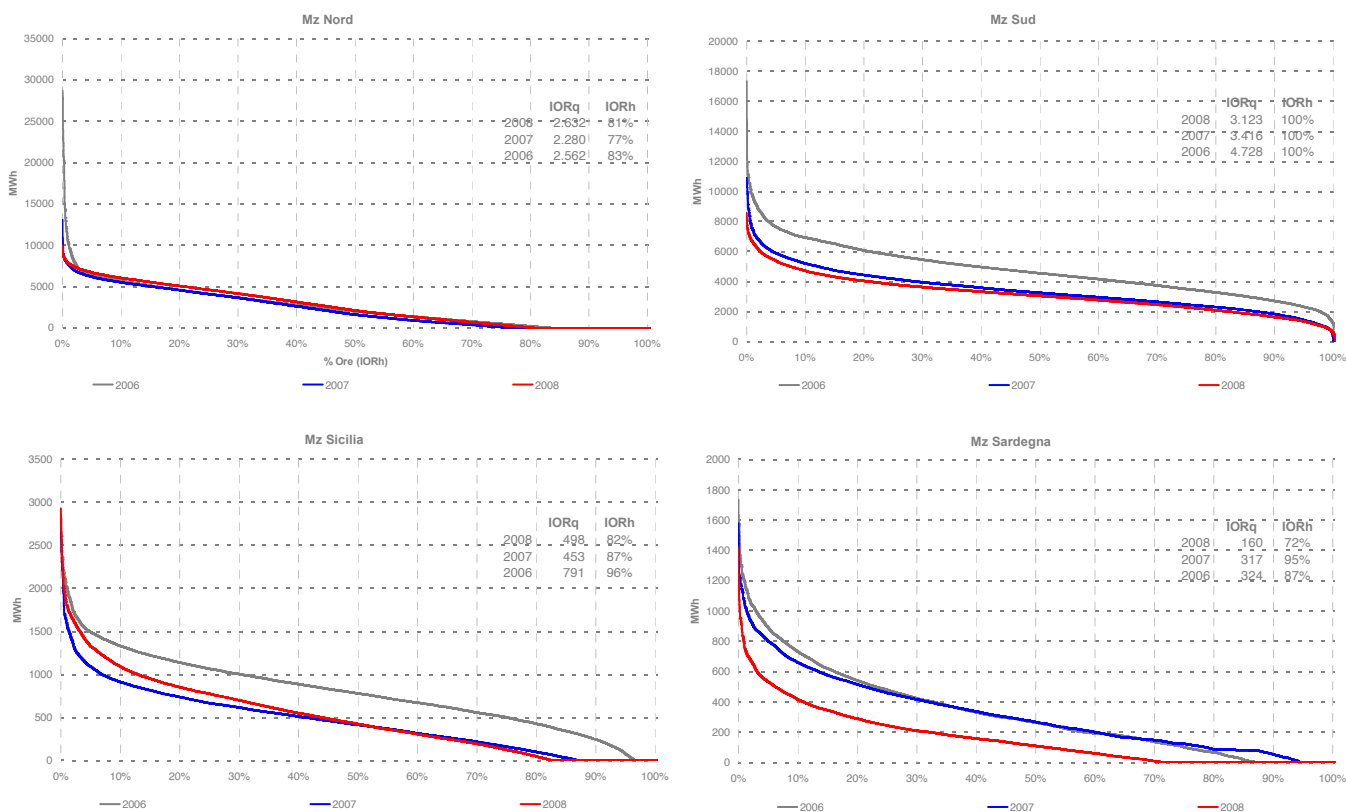 Mz Nord
35000
30000
25000
20000
15000
10000
5000
0
MWh
IORq IORh
2008 2.632 81%
2007 2.280 77%
2006 2.562 83%
0% 10% 20% 30% 40% 50% 60% 70% 80% 90% 100%
% Ore (IORh)
2006 2007 2008
Mz Sud
20000
18000
16000
14000
12000
10000
8000
6000
4000
2000
0
MWh
IORq IORh
2008 3.123 100%
2007 3.416 100%
2006 4.728 100%
0% 10% 20% 30% 40% 50% 60% 70% 80% 90% 100%
2006 2007 2008
Mz Sicilia
3500
3000
2500
2000
1500
1000
500
0
MWh
IORq IORh
2008 498 82%
2007 453 87%
2006 791 96%
0% 10% 20% 30% 40% 50% 60% 70% 80% 90% 100%
2006 2007 2008
Mz Sardegna
2000
1800
1600
1400
1200
1000
800
600
400
200
0
MWh
IORq IORh
2008 160 72%
2007 317 95%
2006 324 87%
0% 10% 20% 30% 40% 50% 60% 70% 80% 90% 100%
2006 2007 2008